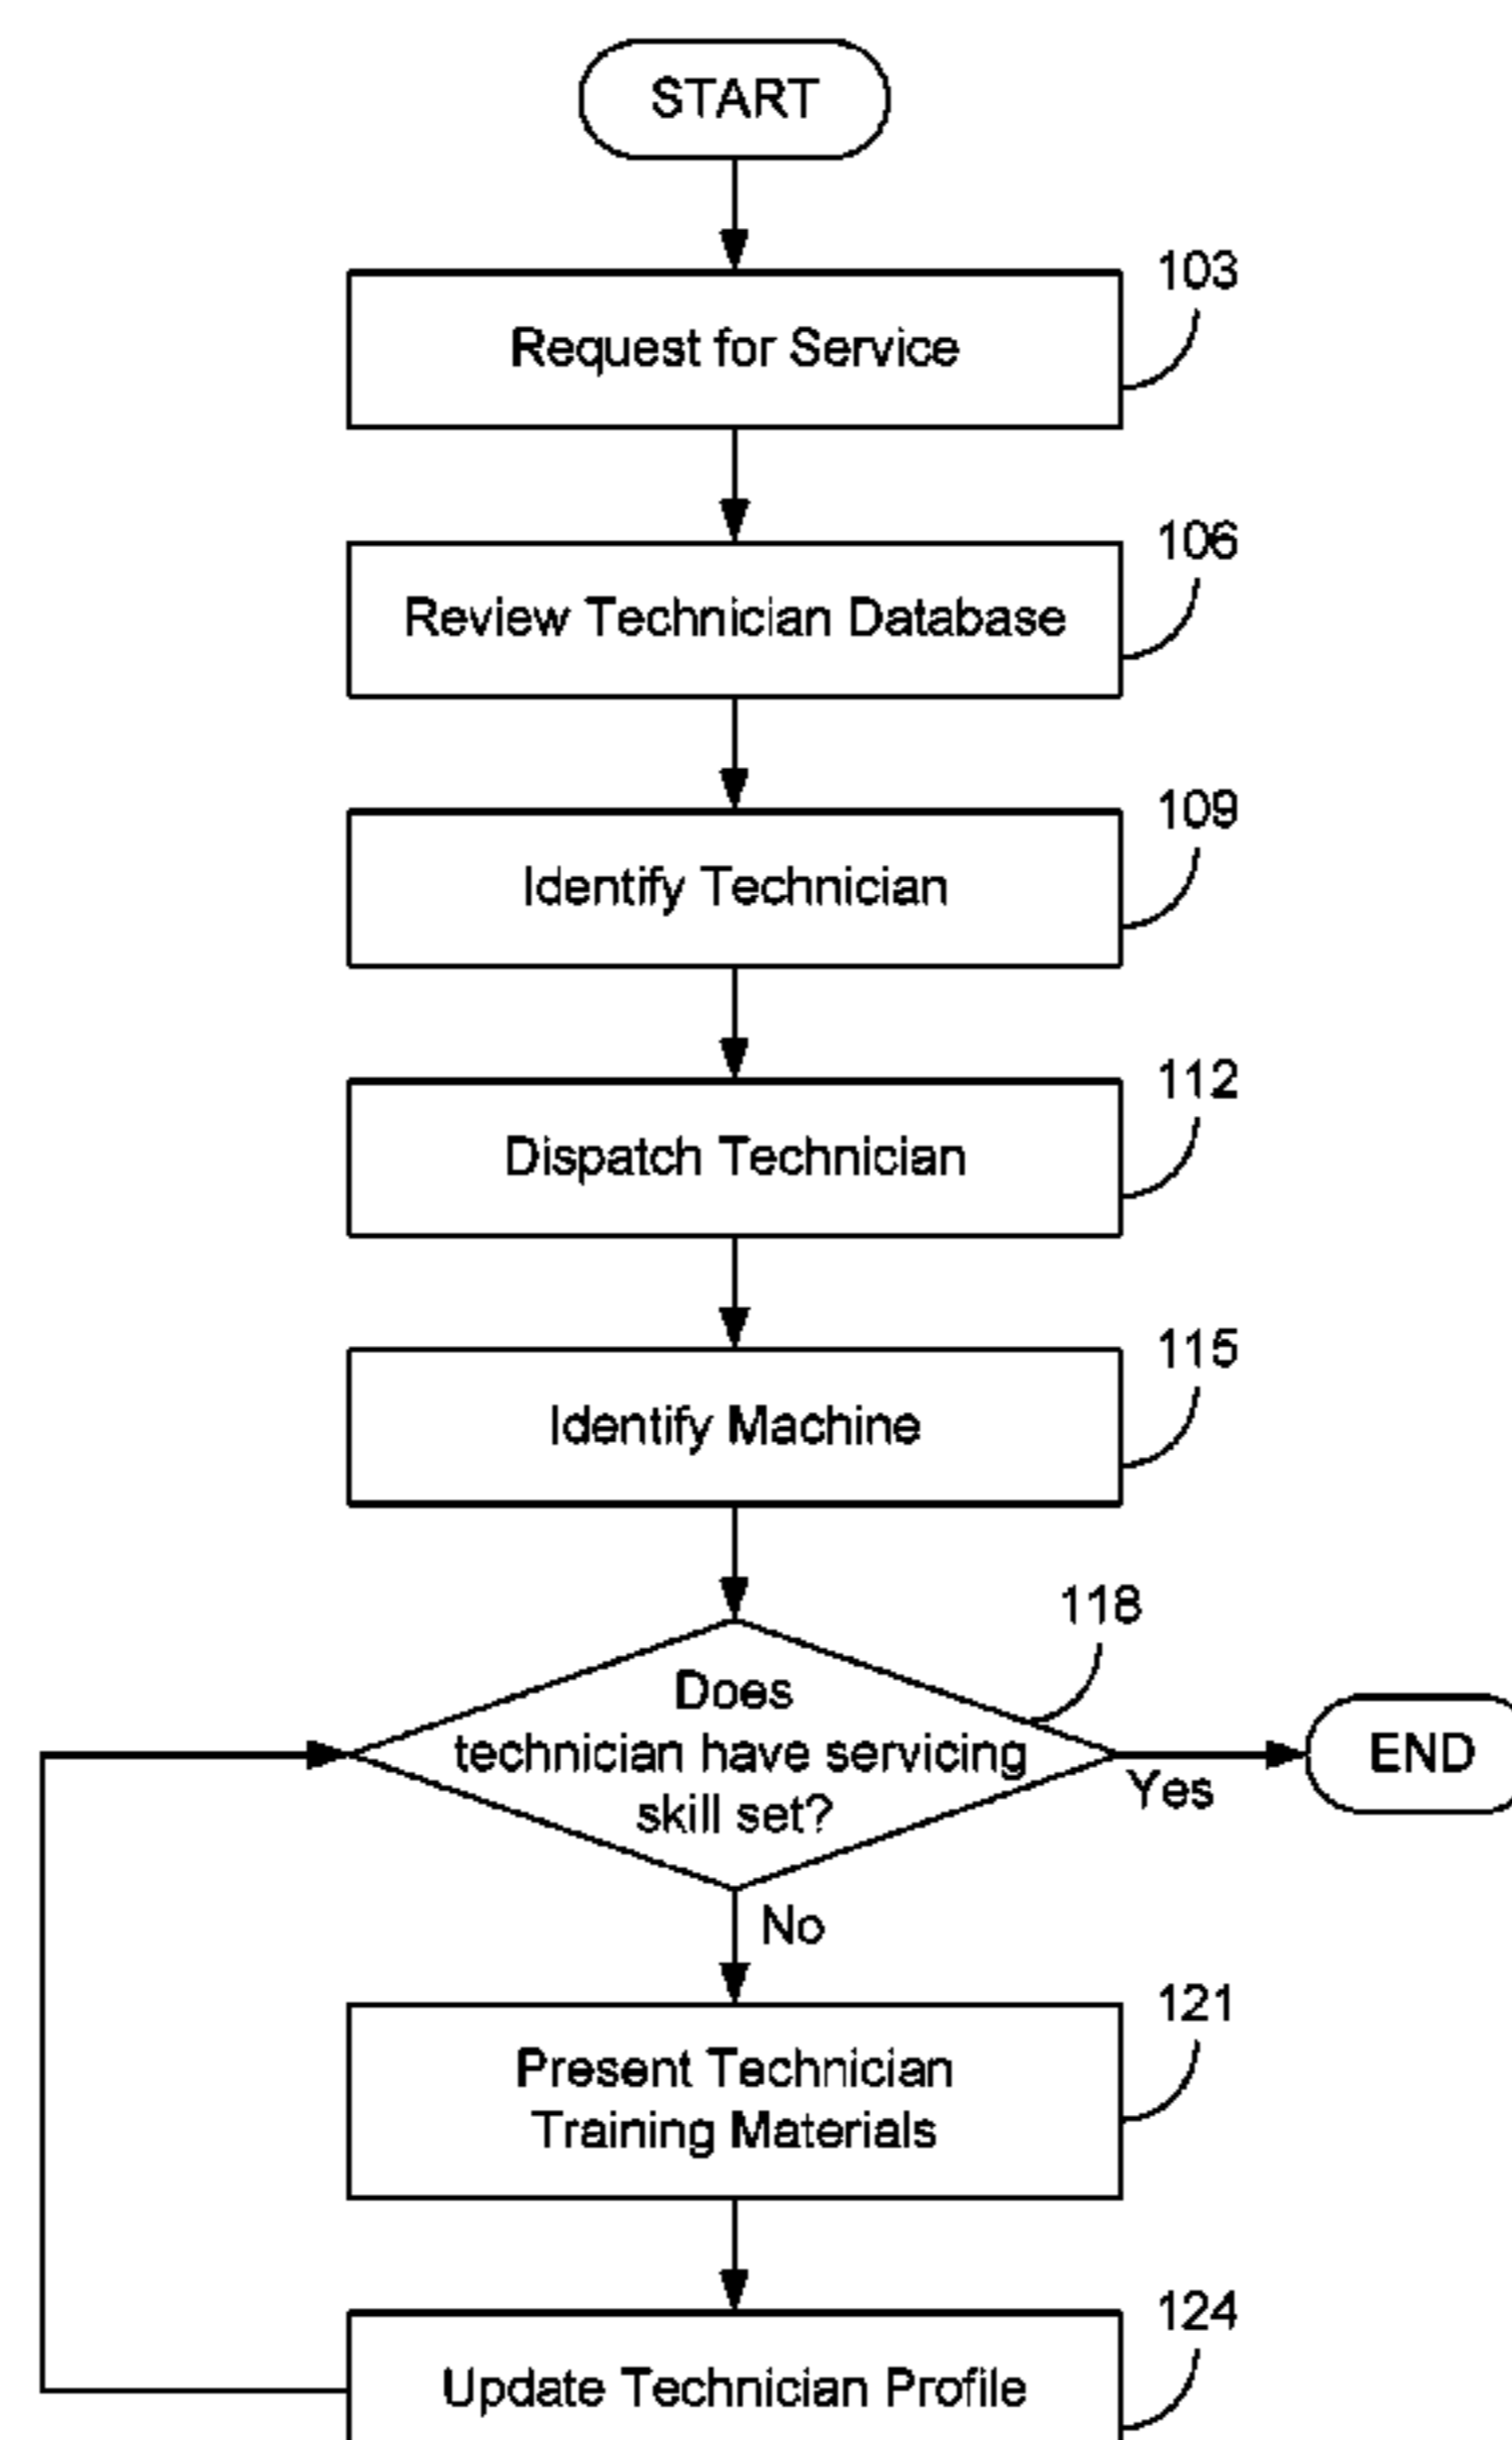 START
103
Request for Service
106
Review Technician Database
109
Identify Technician
112
Dispatch Technician
115
Identify Machine
118
Does
technician have servicing
skill set?
Yes
END
No
121
Present Technician
Training Materials
124
Update Technician Profile